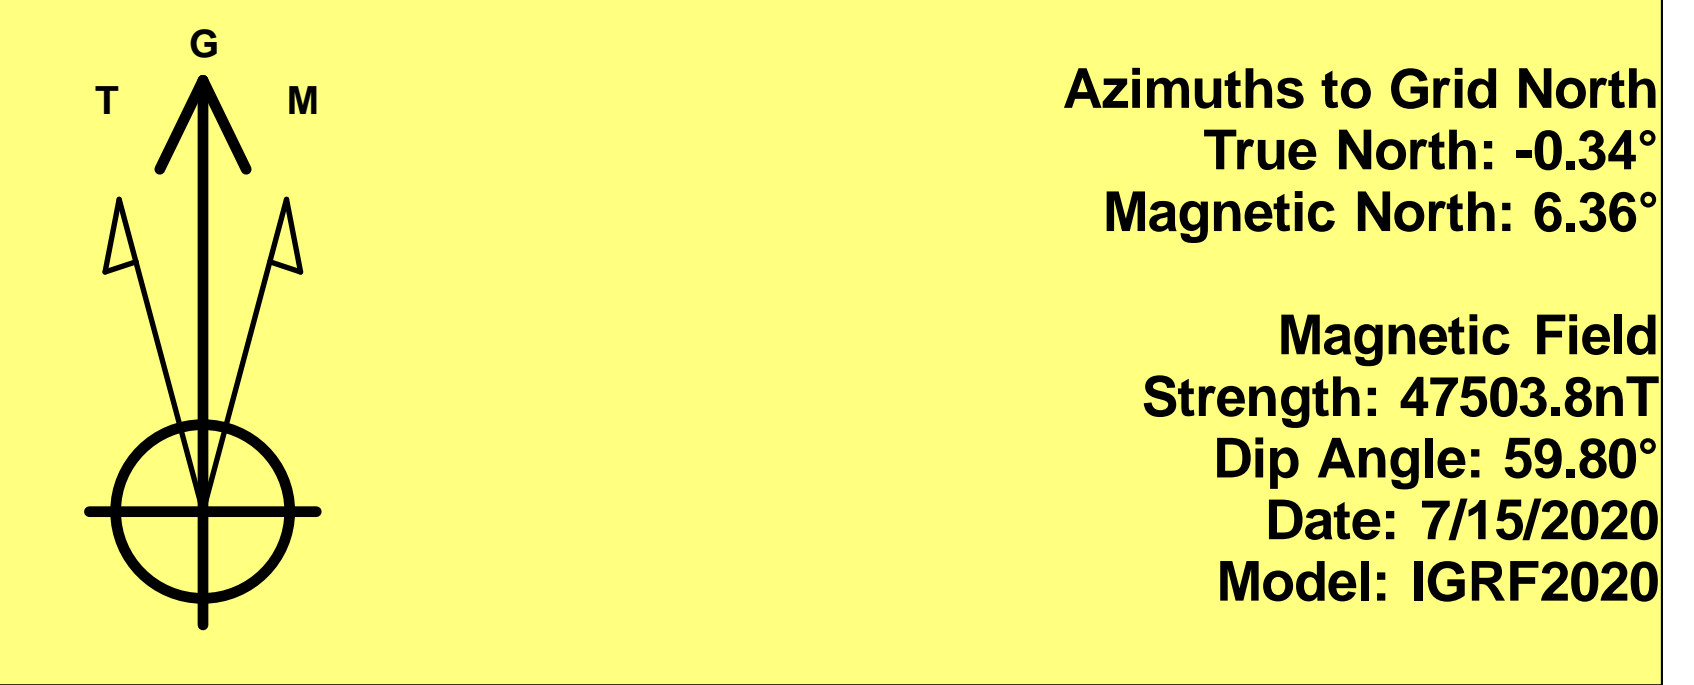 G
T M
Azimuths to Grid North
True North: -0.34°
Magnetic North: 6.36°
Magnetic Field
Strength: 47503.8nT
Dip Angle: 59.80°
Date: 7/15/2020
Model: IGRF2020